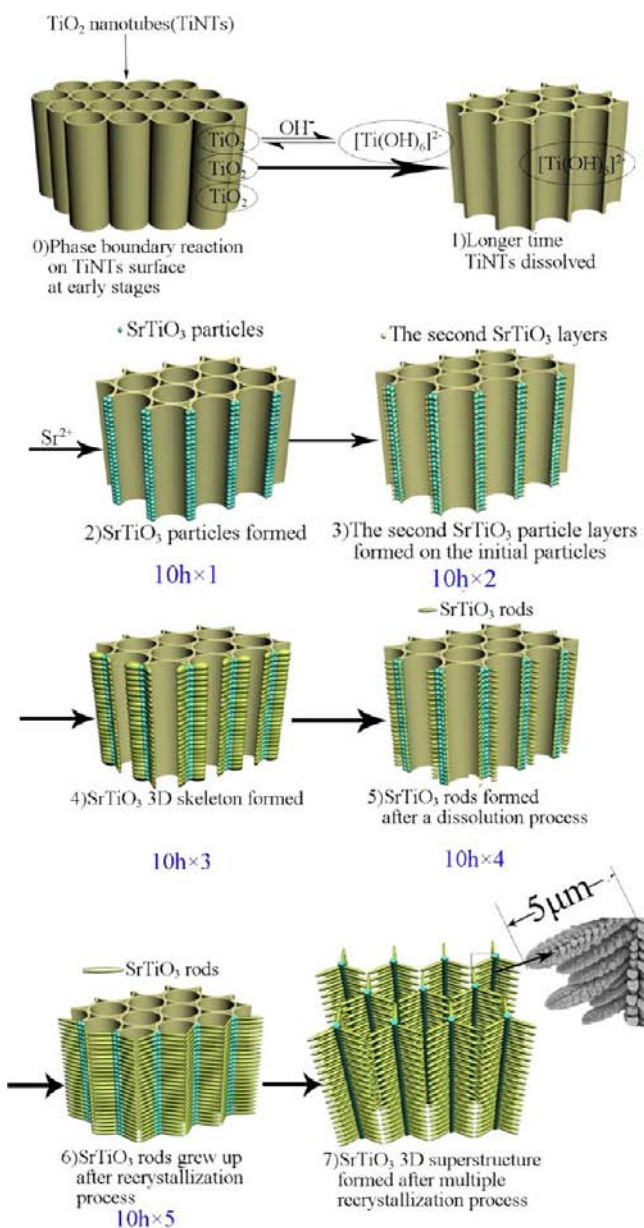 TiO₂ nanotubes(TiNTs)
TiO₂
OH⁻
[Ti(OH)₆]²⁻
TiO₂
TiO₂
[Ti(OH)₆]²⁻
0)Phase boundary reaction
on TiNTs surface
at early stages
1)Longer time
TiNTs dissolved
SrTiO₃ particles
The second SrTiO₃ layers
Sr²⁺
2)SrTiO₃ particles formed
10h×1
3)The second SrTiO₃ particle layers
formed on the initial particles
10h×2
SrTiO₃ rods
4)SrTiO₃ 3D skeleton formed
10h×3
5)SrTiO₃ rods formed
after a dissolution process
10h×4
5μm
SrTiO₃ rods
6)SrTiO₃ rods grew up
after recrystallization
process
10h×5
7)SrTiO₃ 3D superstructure
formed after multiple
recrystallization process